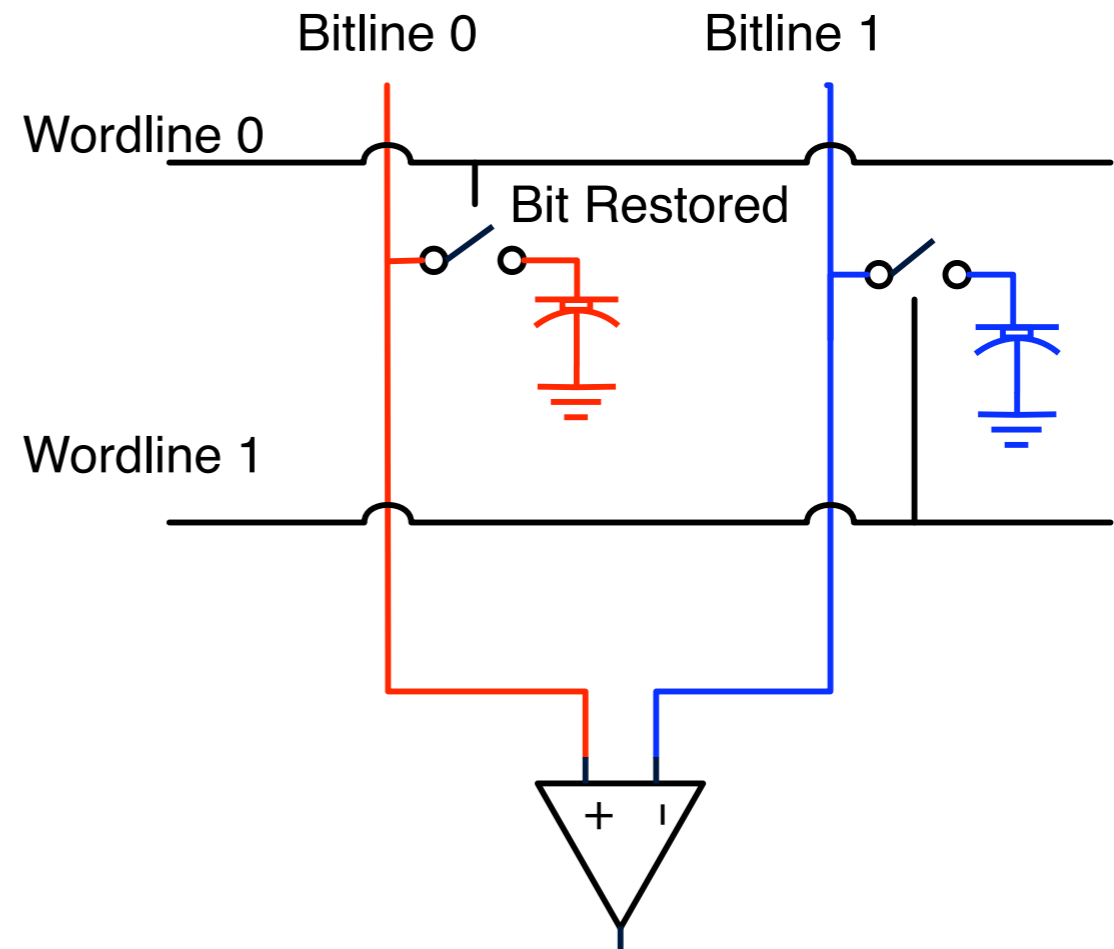 Bitline 0
Bitline 1
Wordline 0
Bit Restored
Wordline 1
+ -